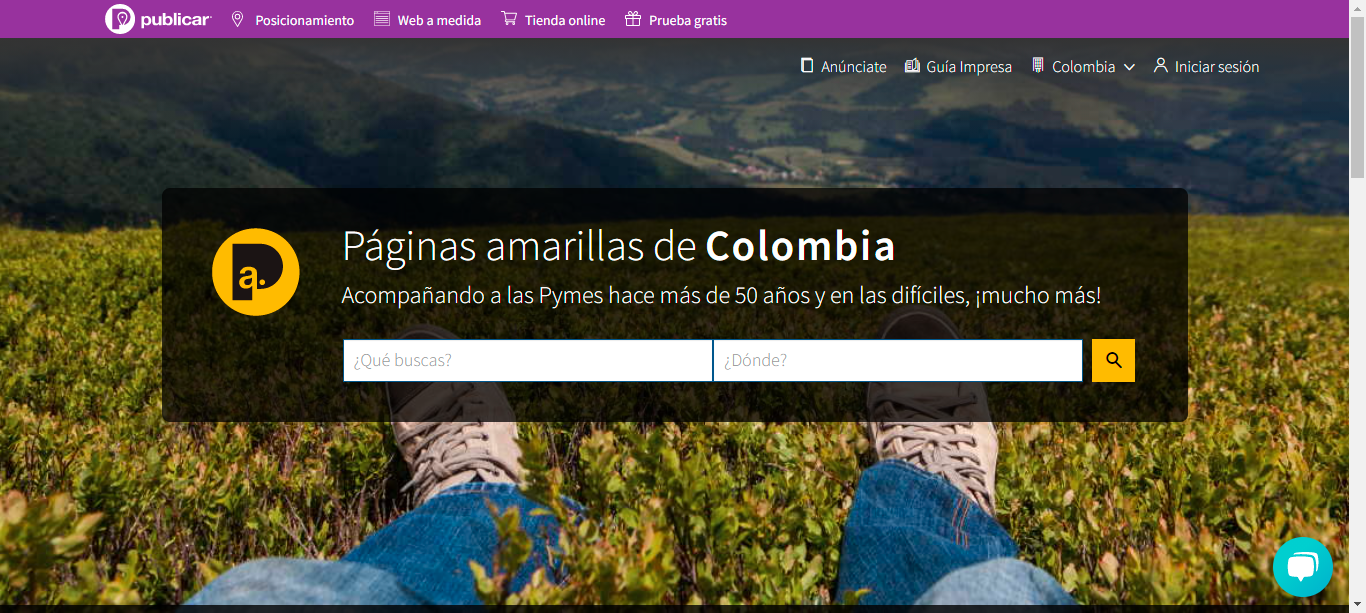 publicar Posicionamiento Web a medida Tienda online Prueba gratis
Anúnciate Guía Impresa Colombia Iniciar sesión
Páginas amarillas de Colombia
a.
Acompañando a las Pymes hace más de 50 años y en las difíciles, ¡mucho más!
¿Qué buscas? ¿Dónde?